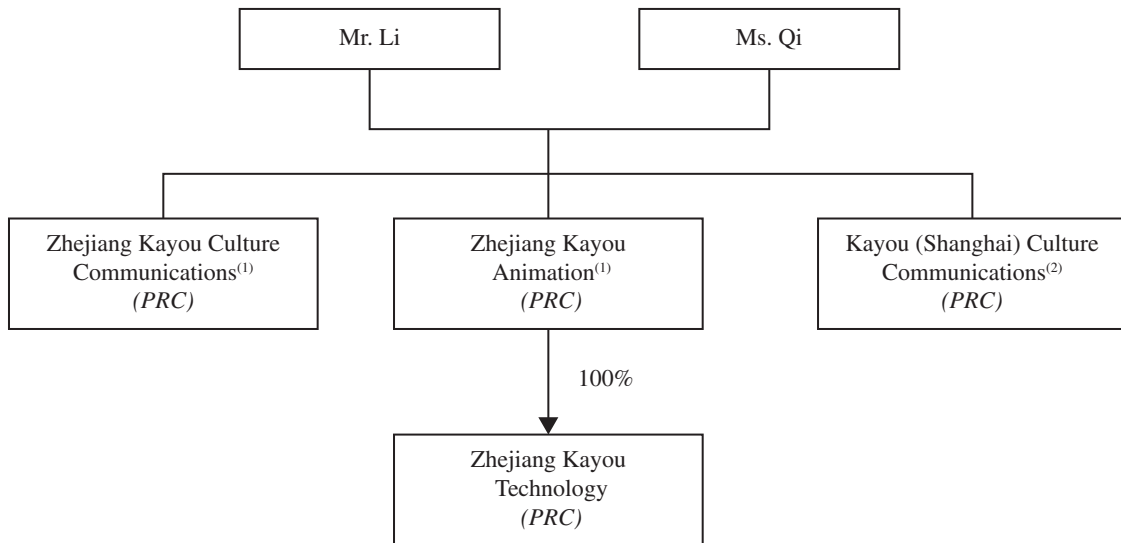 Mr. Li
Ms. Qi
Zhejiang Kayou Culture
Communications(1)
(PRC)
Zhejiang Kayou
Animation(1)
(PRC)
Kayou (Shanghai) Culture
Communications(2)
(PRC)
100%
Zhejiang Kayou
Technology
(PRC)